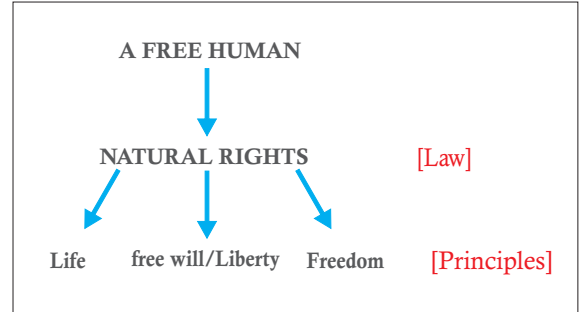 A FREE HUMAN
NATURAL RIGHTS [Law]
Life free will/Liberty Freedom [Principles]